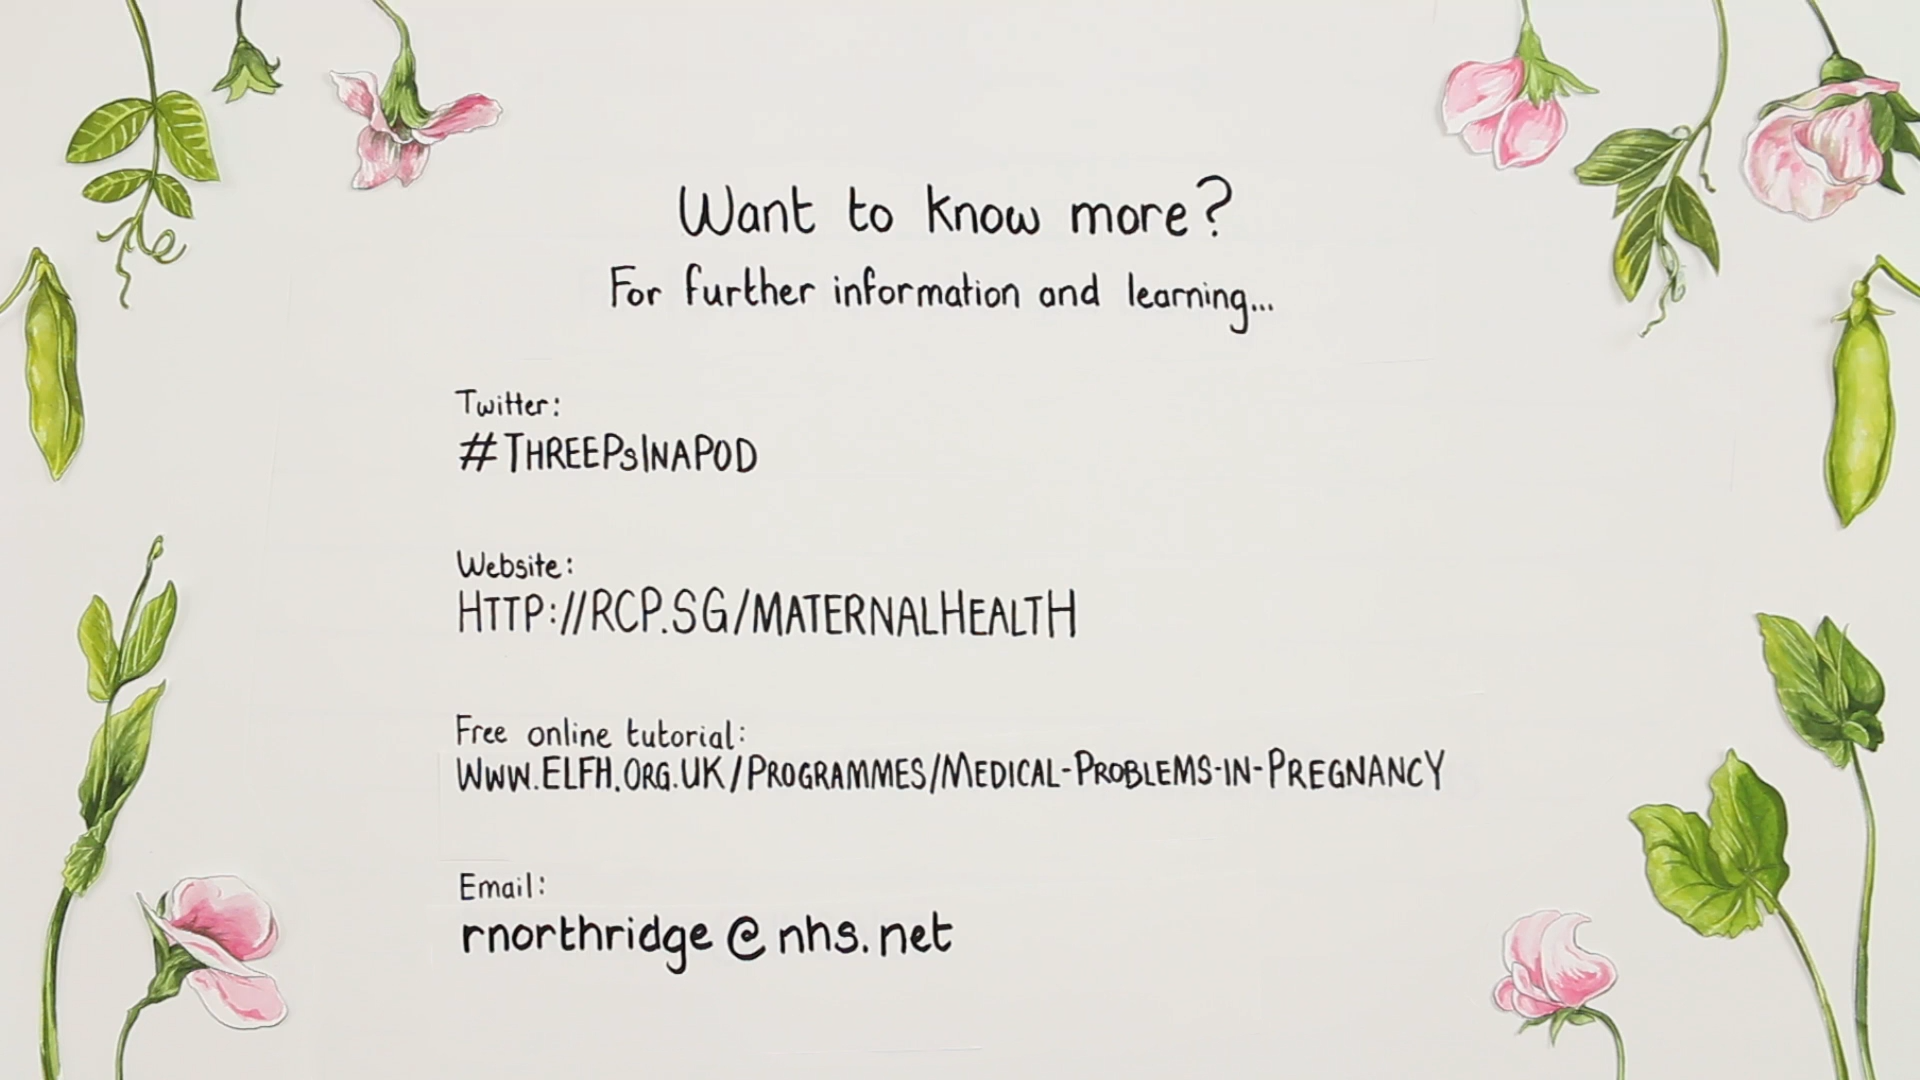 Want to know more?
For further information and learning...
Twitter:
#THREEPsINAPOD
Website:
HTTP://RCP.SG/MATERNALHEALTH
Free online tutorial:
WWW.ELFH.ORG.UK/PROGRAMMES/MEDICAL-PROBLEMS-IN-PREGNANCY
Email:
rnorthridge@nhs.net